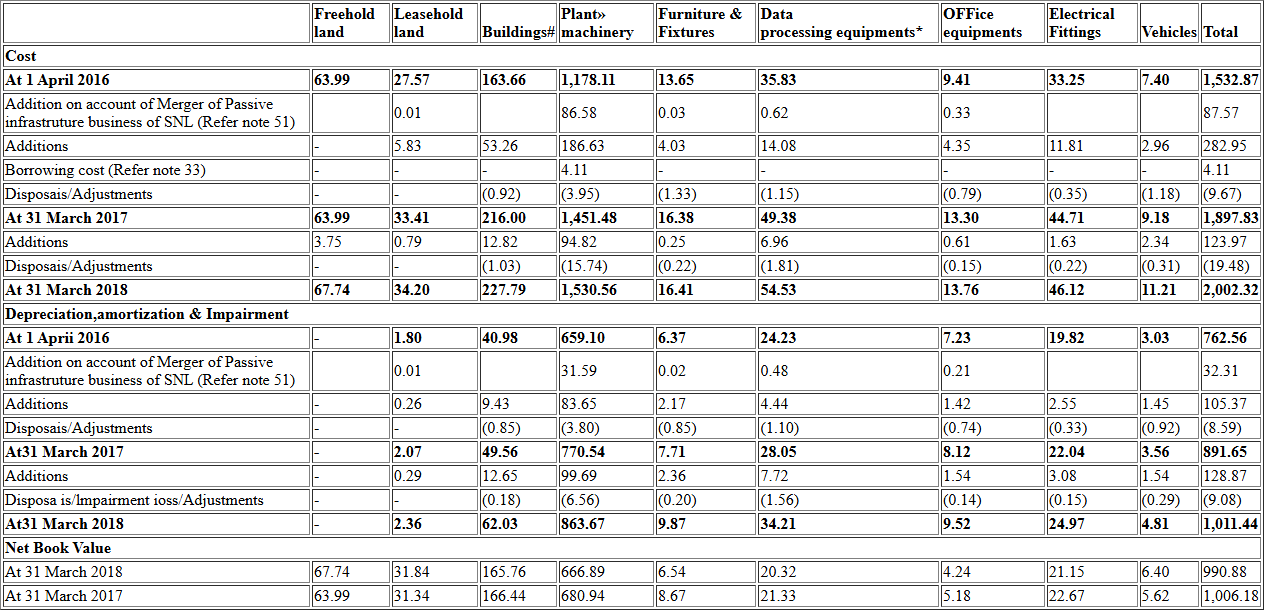 Freehold land Leasehold land Buildings# Plant» machinery Furniture & Fixtures Data processing equipments* OFFice equipments Electrical Fittings Vehicles Total
Cost
At 1 April 2016 63.99 27.57 163.66 1,178.11 13.65 35.83 9.41 33.25 7.40 1,532.87
Addition on account of Merger of Passive
infrastruture business of SNL (Refer note 51) 0.01 86.58 0.03 0.62 0.33 87.57
Additions - 5.83 53.26 186.63 4.03 14.08 4.35 11.81 2.96 282.95
Borrowing cost (Refer note 33) - - - 4.11 - - - - - 4.11
Disposais/Adjustments - - (0.92) (3.95) (1.33) (1.15) (0.79) (0.35) (1.18) (9.67)
At 31 March 2017 63.99 33.41 216.00 1,451.48 16.38 49.38 13.30 44.71 9.18 1,897.83
Additions 3.75 0.79 12.82 94.82 0.25 6.96 0.61 1.63 2.34 123.97
Disposais/Adjustments - - (1.03) (15.74) (0.22) (1.81) (0.15) (0.22) (0.31) (19.48)
At 31 March 2018 67.74 34.20 227.79 1,530.56 16.41 54.53 13.76 46.12 11.21 2,002.32
Depreciation,amortization & Impairment
At 1 Aprii 2016 - 1.80 40.98 659.10 6.37 24.23 7.23 19.82 3.03 762.56
Addition on account of Merger of Passive
infrastruture business of SNL (Refer note 51) 0.01 31.59 0.02 0.48 0.21 32.31
Additions - 0.26 9.43 83.65 2.17 4.44 1.42 2.55 1.45 105.37
Disposais/Adjustments - - (0.85) (3.80) (0.85) (1.10) (0.74) (0.33) (0.92) (8.59)
At31 March 2017 - 2.07 49.56 770.54 7.71 28.05 8.12 22.04 3.56 891.65
Additions - 0.29 12.65 99.69 2.36 7.72 1.54 3.08 1.54 128.87
Disposa is/lmpairment ioss/Adjustments - - (0.18) (6.56) (0.20) (1.56) (0.14) (0.15) (0.29) (9.08)
At31 March 2018 - 2.36 62.03 863.67 9.87 34.21 9.52 24.97 4.81 1,011.44
Net Book Value
At 31 March 2018 67.74 31.84 165.76 666.89 6.54 20.32 4.24 21.15 6.40 990.88
At 31 March 2017 63.99 31.34 166.44 680.94 8.67 21.33 5.18 22.67 5.62 1,006.18